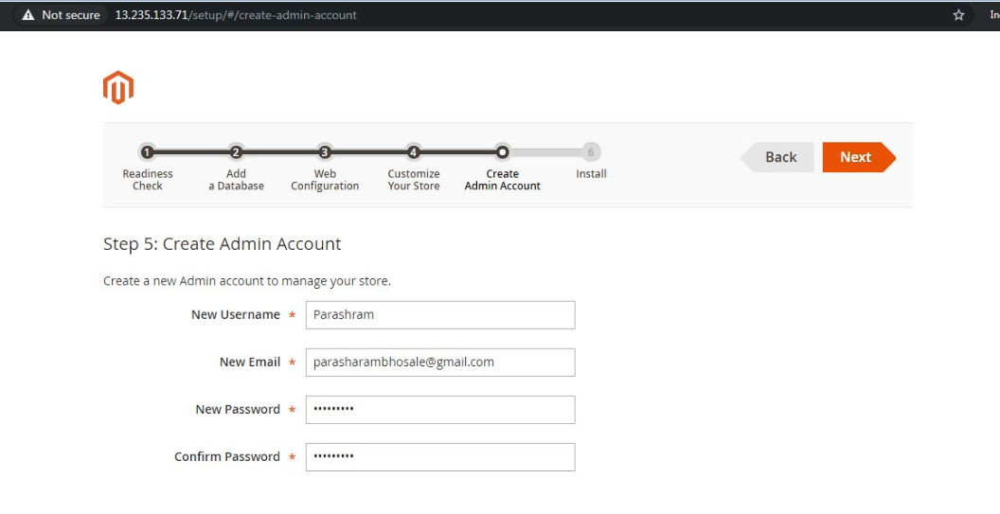 Not secure 13.235.133.71/setup/#/create-admin-account
1 2 3 4 6
Readiness Check
Add a Database
Web Configuration
Customize Your Store
Create Admin Account
Install
Back
Next
Step 5: Create Admin Account
Create a new Admin account to manage your store.
New Username * Parashram
New Email * parasharambhosale@gmail.com
New Password * •••••••••
Confirm Password * •••••••••